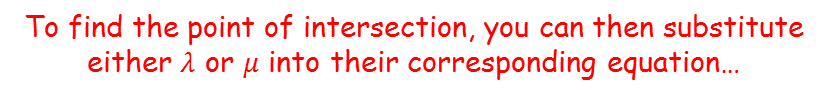 To find the point of intersection, you can then substitute
either λ or μ into their corresponding equation…